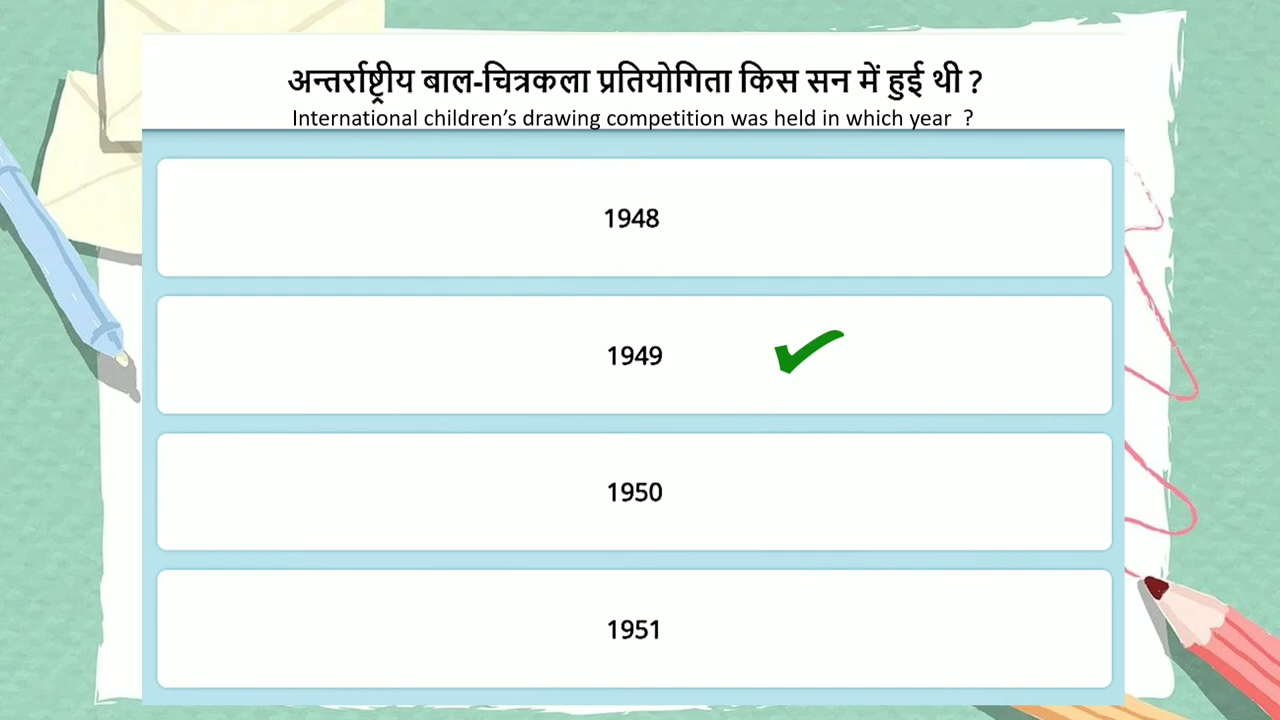 अन्तर्राष्ट्रीय बाल-चित्रकला प्रतियोगिता किस सन में हुई थी ?
International children’s drawing competition was held in which year ?
1948
1949
1950
1951